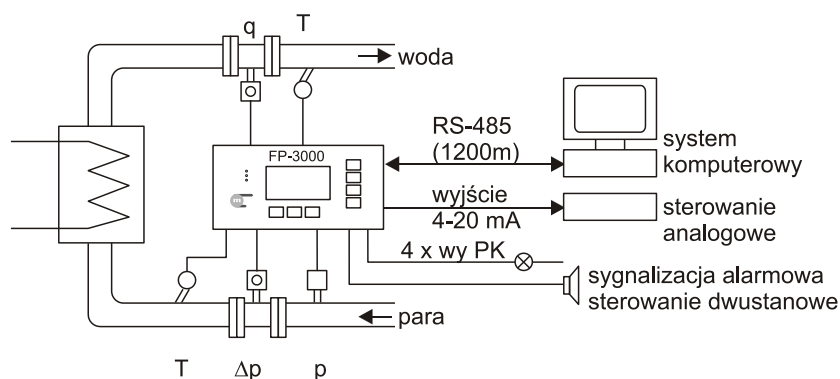 q T
woda
FP-3000
RS-485
(1200m)
system
komputerowy
wyjście
4-20 mA
sterowanie
analogowe
4 x wy PK
sygnalizacja alarmowa
sterowanie dwustanowe
para
T Δp p